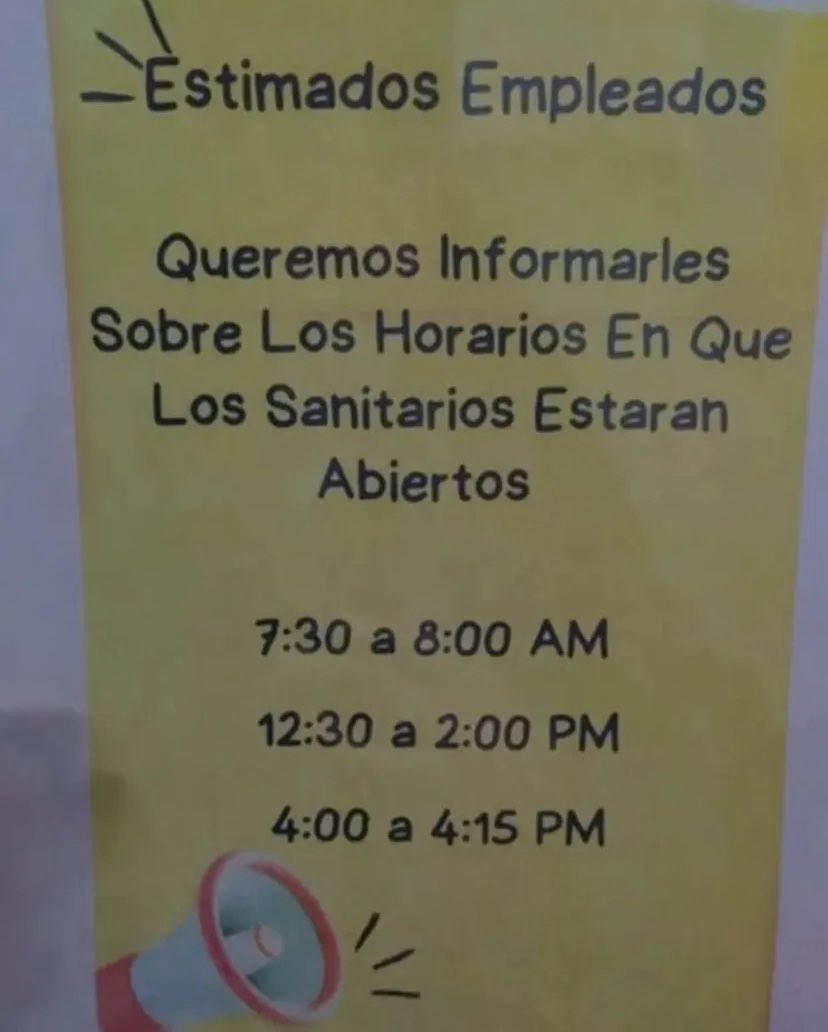 Estimados Empleados
Queremos Informarles
Sobre Los Horarios En Que
Los Sanitarios Estaran
Abiertos
7:30 a 8:00 AM
12:30 a 2:00 PM
4:00 a 4:15 PM